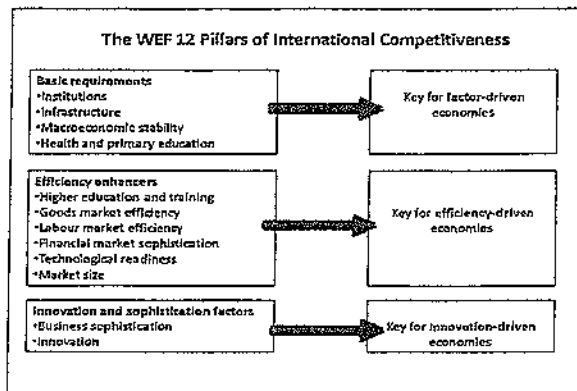 The WEF 12 Pillars of International Competitiveness
Basic requirements
•Institutions
•Infrastructure
•Macroeconomic stability
•Health and primary education
Key for factor-driven
economies
Efficiency enhancers
•Higher education and training
•Goods market efficiency
•Labour market efficiency
•Financial market sophistication
•Technological readiness
•Market size
Key for efficiency-driven
economies
Innovation and sophistication factors
•Business sophistication
•Innovation
Key for innovation-driven
economies